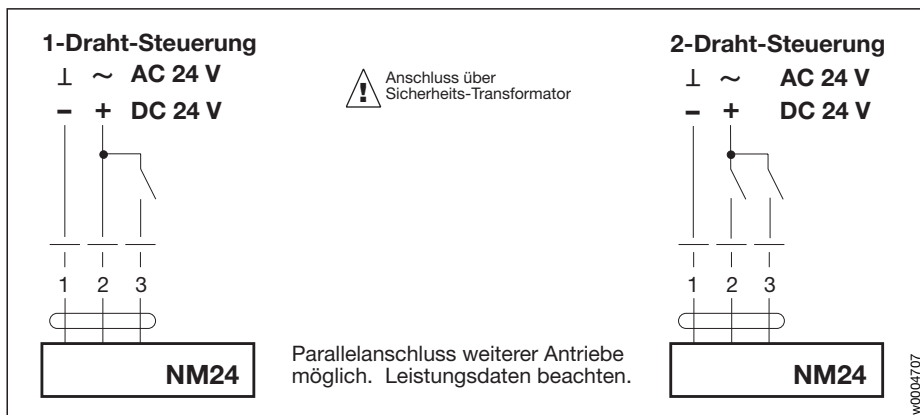 1-Draht-Steuerung
⊥ ~ AC 24 V
– + DC 24 V
1 2 3
NM24
Anschluss über
Sicherheits-Transformator
Parallelanschluss weiterer Antriebe
möglich. Leistungsdaten beachten.
2-Draht-Steuerung
⊥ ~ AC 24 V
– + DC 24 V
1 2 3
NM24
w0004707